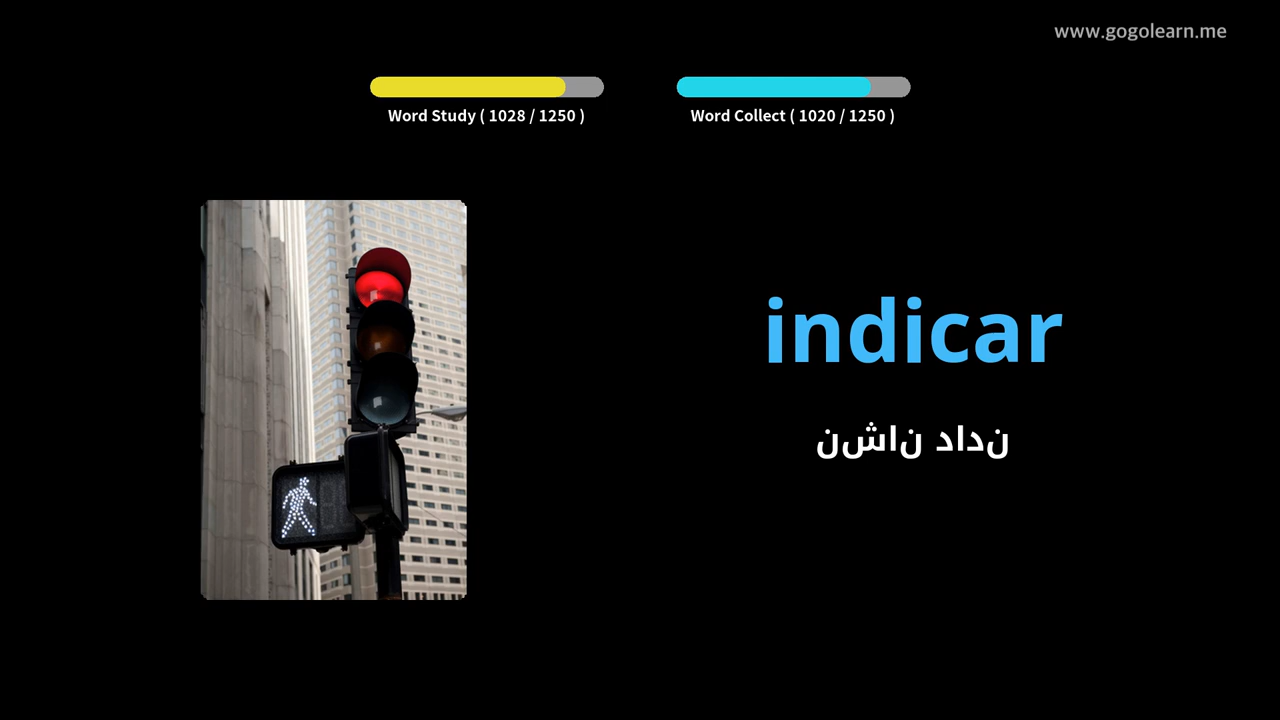 www.gogolearn.me
Word Study ( 1028 / 1250 )
Word Collect ( 1020 / 1250 )
indicar
نشان دادن